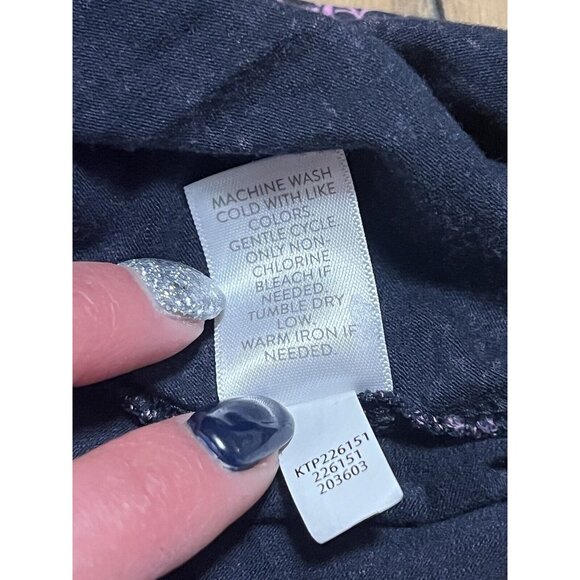 MACHINE WASH
COLD WITH LIKE
COLORS.
GENTLE CYCLE.
ONLY NON-
CHLORINE
BLEACH IF
NEEDED.
TUMBLE DRY
LOW.
WARM IRON IF
NEEDED.
KTP226151
226151
203603